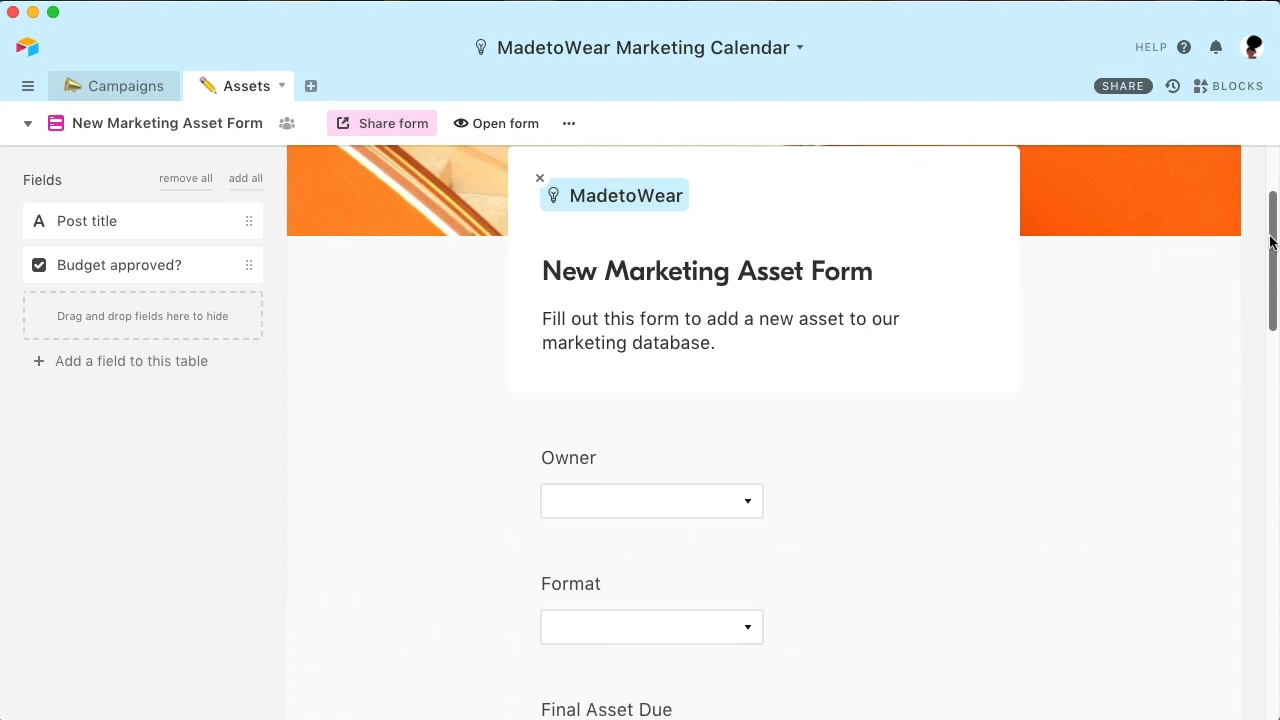 MadetoWear Marketing Calendar
HELP
Campaigns
Assets
SHARE
BLOCKS
New Marketing Asset Form
Share form
Open form
Fields
remove all
add all
Post title
Budget approved?
Drag and drop fields here to hide
Add a field to this table
MadetoWear
New Marketing Asset Form
Fill out this form to add a new asset to our
marketing database.
Owner
Format
Final Asset Due